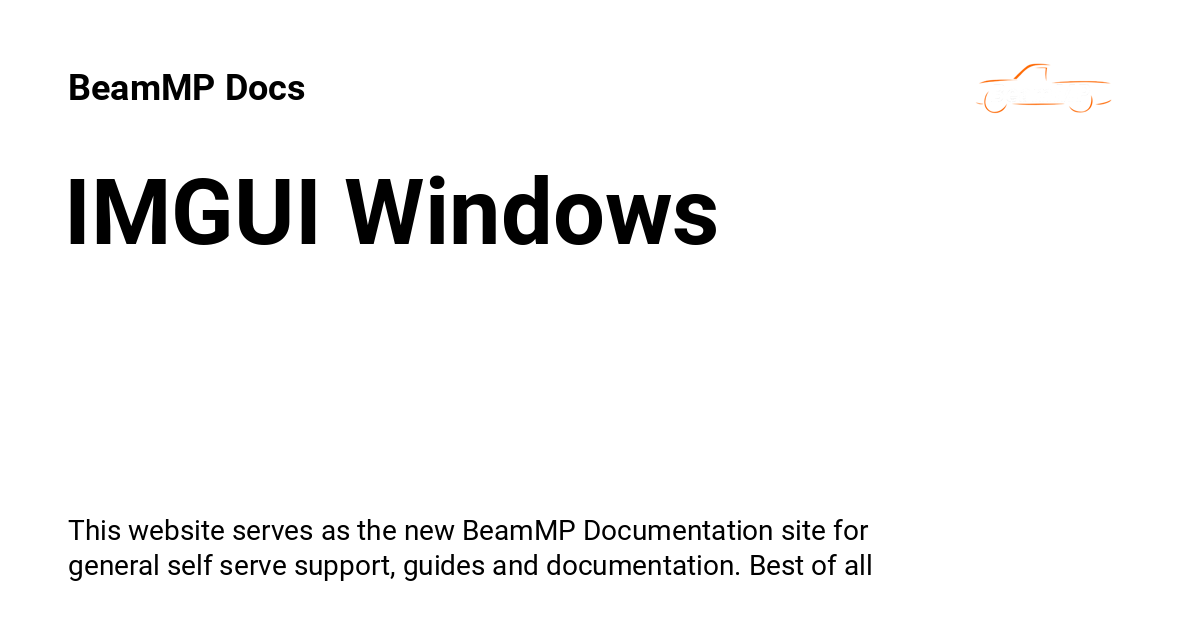 BeamMP Docs
IMGUI Windows
This website serves as the new BeamMP Documentation site for
general self serve support, guides and documentation. Best of all